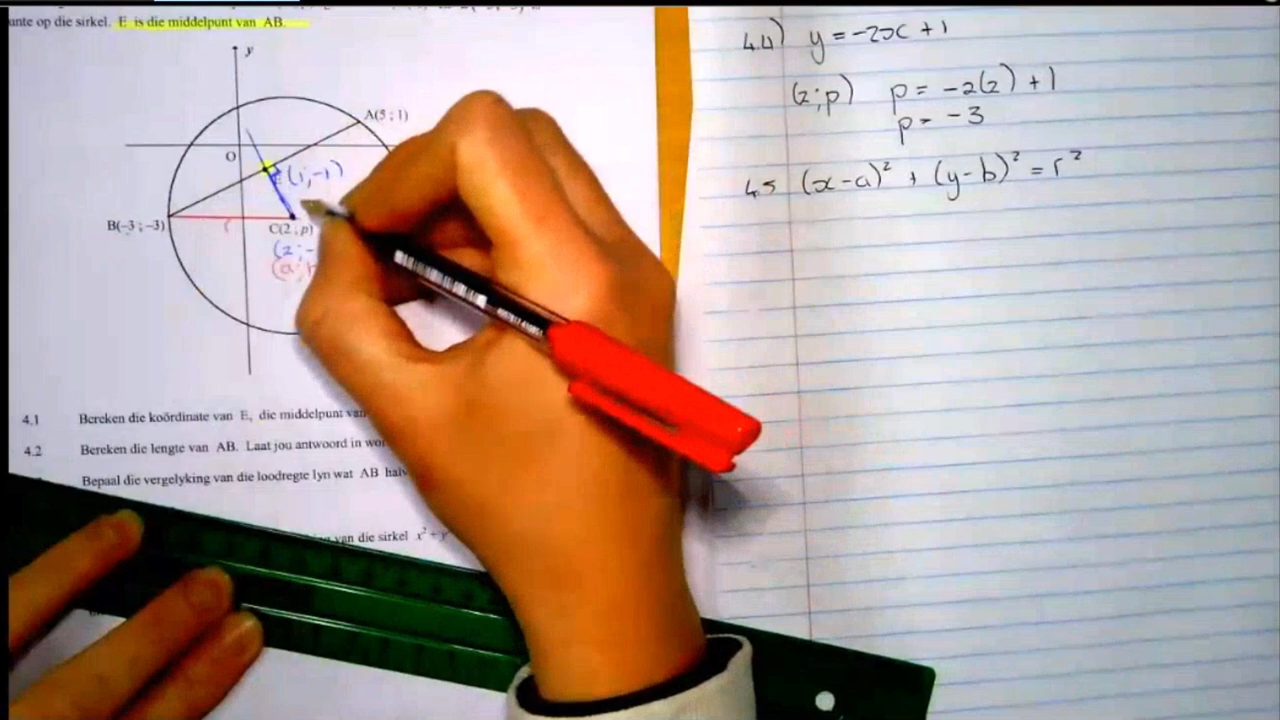 op die sirkel. E is die middelpunt van AB.
y
A(5 ; 1)
O
E (1;-1)
B(-3 ; -3)
r
C(2 ; p)
(2;-
(a;
4.1 Bereken die koördinate van E, die middelpunt van
4.2 Bereken die lengte van AB. Laat jou antwoord in
Bepaal die vergelyking van die loodregte lyn wat AB
van die sirkel x² + y
4.4) y = -2x + 1
(2;p) p = -2(2) + 1
p = -3
4.5 (x-a)² + (y-b)² = r²